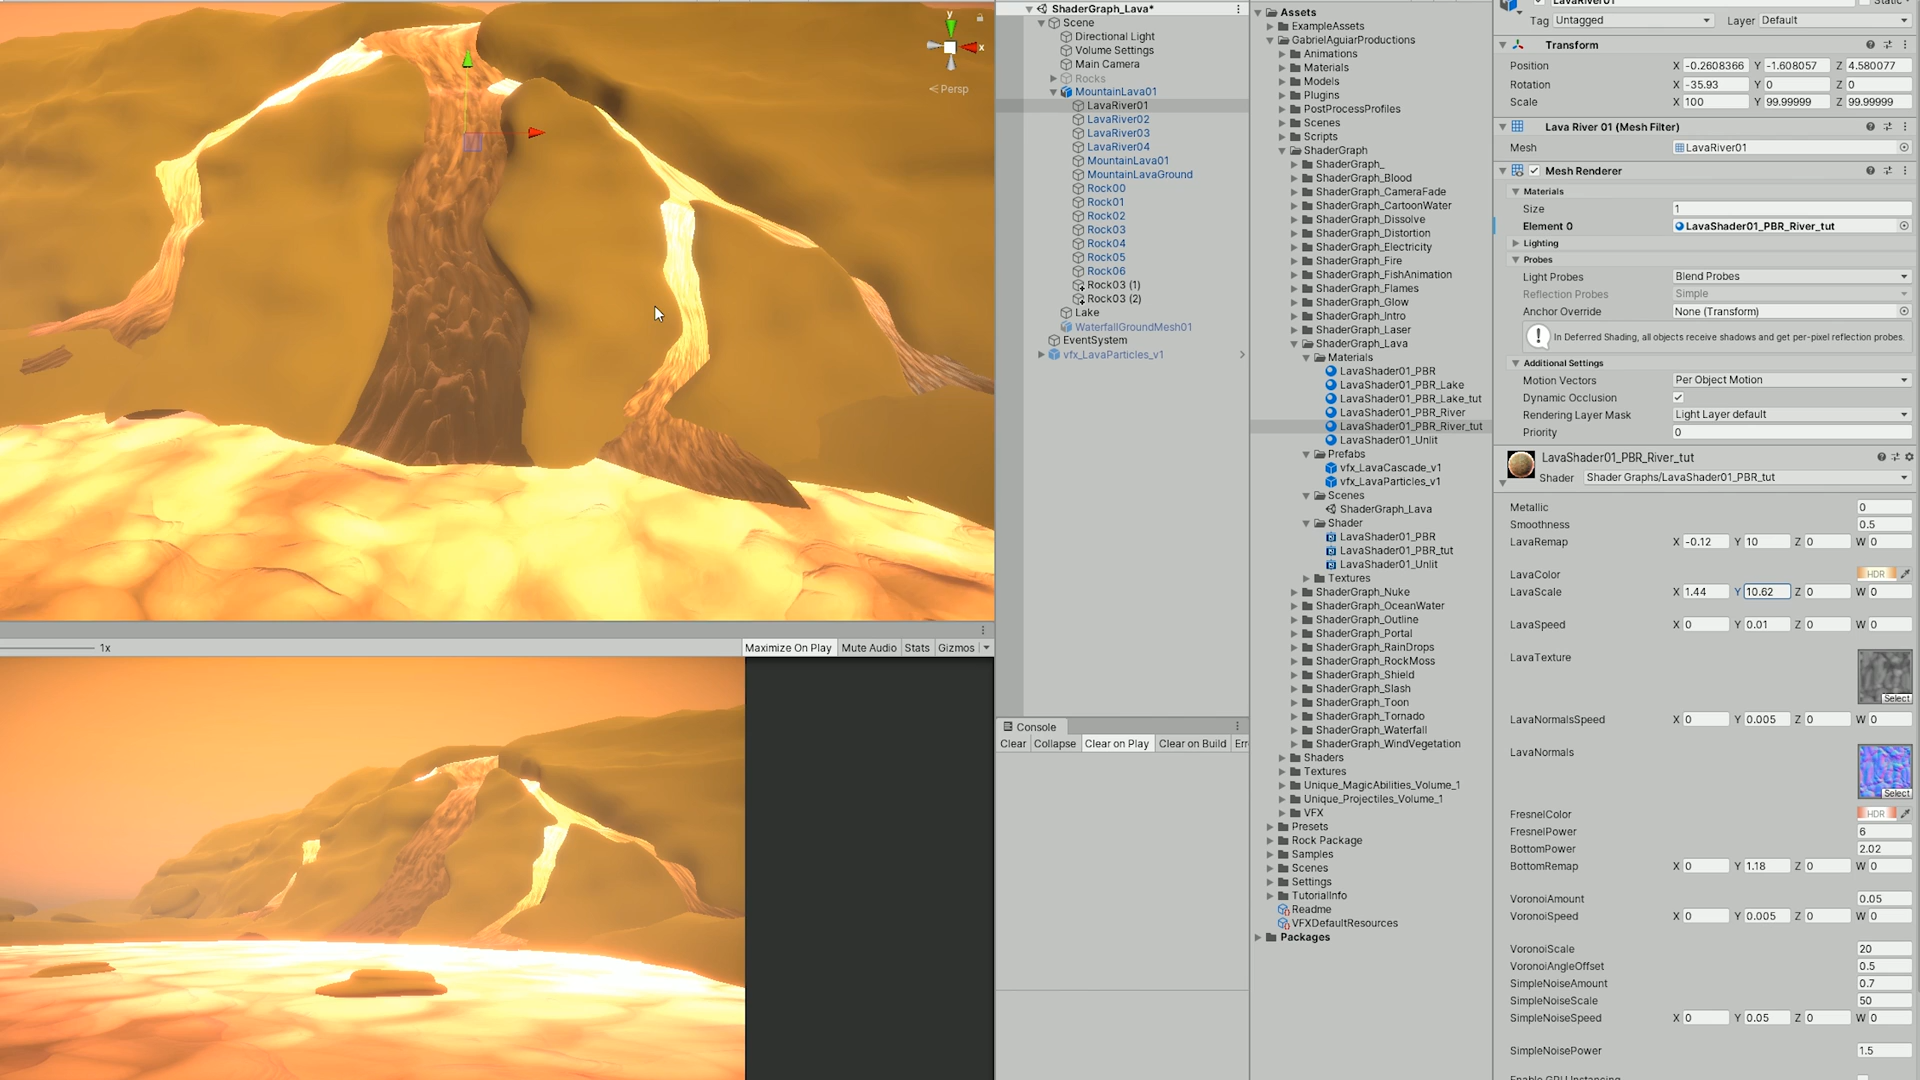 y
x
Persp
1x
Maximize On Play
Mute Audio
Stats
Gizmos
ShaderGraph_Lava*
Scene
Directional Light
Volume Settings
Main Camera
Rocks
MountainLava01
LavaRiver01
LavaRiver02
LavaRiver03
LavaRiver04
MountainLava01
MountainLavaGround
Rock00
Rock01
Rock02
Rock03
Rock04
Rock05
Rock06
Rock03 (1)
Rock03 (2)
Lake
WaterfallGroundMesh01
EventSystem
vfx_LavaParticles_v1
Console
Clear
Collapse
Clear on Play
Clear on Build
Err
Assets
ExampleAssets
GabrielAguiarProductions
Animations
Materials
Models
Plugins
PostProcessProfiles
Scenes
Scripts
ShaderGraph
ShaderGraph_
ShaderGraph_Blood
ShaderGraph_CameraFade
ShaderGraph_CartoonWater
ShaderGraph_Dissolve
ShaderGraph_Distortion
ShaderGraph_Electricity
ShaderGraph_Fire
ShaderGraph_FishAnimation
ShaderGraph_Flames
ShaderGraph_Glow
ShaderGraph_Intro
ShaderGraph_Laser
ShaderGraph_Lava
Materials
LavaShader01_PBR
LavaShader01_PBR_Lake
LavaShader01_PBR_Lake_tut
LavaShader01_PBR_River
LavaShader01_PBR_River_tut
LavaShader01_Unlit
Prefabs
vfx_LavaCascade_v1
vfx_LavaParticles_v1
Scenes
ShaderGraph_Lava
Shader
LavaShader01_PBR
LavaShader01_PBR_tut
LavaShader01_Unlit
Textures
ShaderGraph_Nuke
ShaderGraph_OceanWater
ShaderGraph_Outline
ShaderGraph_Portal
ShaderGraph_RainDrops
ShaderGraph_RockMoss
ShaderGraph_Shield
ShaderGraph_Slash
ShaderGraph_Toon
ShaderGraph_Tornado
ShaderGraph_Waterfall
ShaderGraph_WindVegetation
Shaders
Textures
Unique_MagicAbilities_Volume_1
Unique_Projectiles_Volume_1
VFX
Presets
Rock Package
Samples
Scenes
Settings
TutorialInfo
Readme
VFXDefaultResources
Packages
LavaRiver01 Static
Tag Untagged Layer Default
Transform
Position X -0.2608366 Y -1.608057 Z 4.580077
Rotation X -35.93 Y 0 Z 0
Scale X 100 Y 99.99999 Z 99.99999
Lava River 01 (Mesh Filter)
Mesh LavaRiver01
Mesh Renderer
Materials
Size 1
Element 0 LavaShader01_PBR_River_tut
Lighting
Probes
Light Probes Blend Probes
Reflection Probes Simple
Anchor Override None (Transform)
In Deferred Shading, all objects receive shadows and get per-pixel reflection probes.
Additional Settings
Motion Vectors Per Object Motion
Dynamic Occlusion
Rendering Layer Mask Light Layer default
Priority 0
LavaShader01_PBR_River_tut
Shader Shader Graphs/LavaShader01_PBR_tut
Metallic 0
Smoothness 0.5
LavaRemap X -0.12 Y 10 Z 0 W 0
LavaColor HDR
LavaScale X 1.44 Y 10.62 Z 0 W 0
LavaSpeed X 0 Y 0.01 Z 0 W 0
LavaTexture
Select
LavaNormalsSpeed X 0 Y 0.005 Z 0 W 0
LavaNormals
Select
FresnelColor HDR
FresnelPower 6
BottomPower 2.02
BottomRemap X 0 Y 1.18 Z 0 W 0
VoronoiAmount 0.05
VoronoiSpeed X 0 Y 0.005 Z 0 W 0
VoronoiScale 20
VoronoiAngleOffset 0.5
SimpleNoiseAmount 0.7
SimpleNoiseScale 50
SimpleNoiseSpeed X 0 Y 0.05 Z 0 W 0
SimpleNoisePower 1.5
Enable GPU Instancing